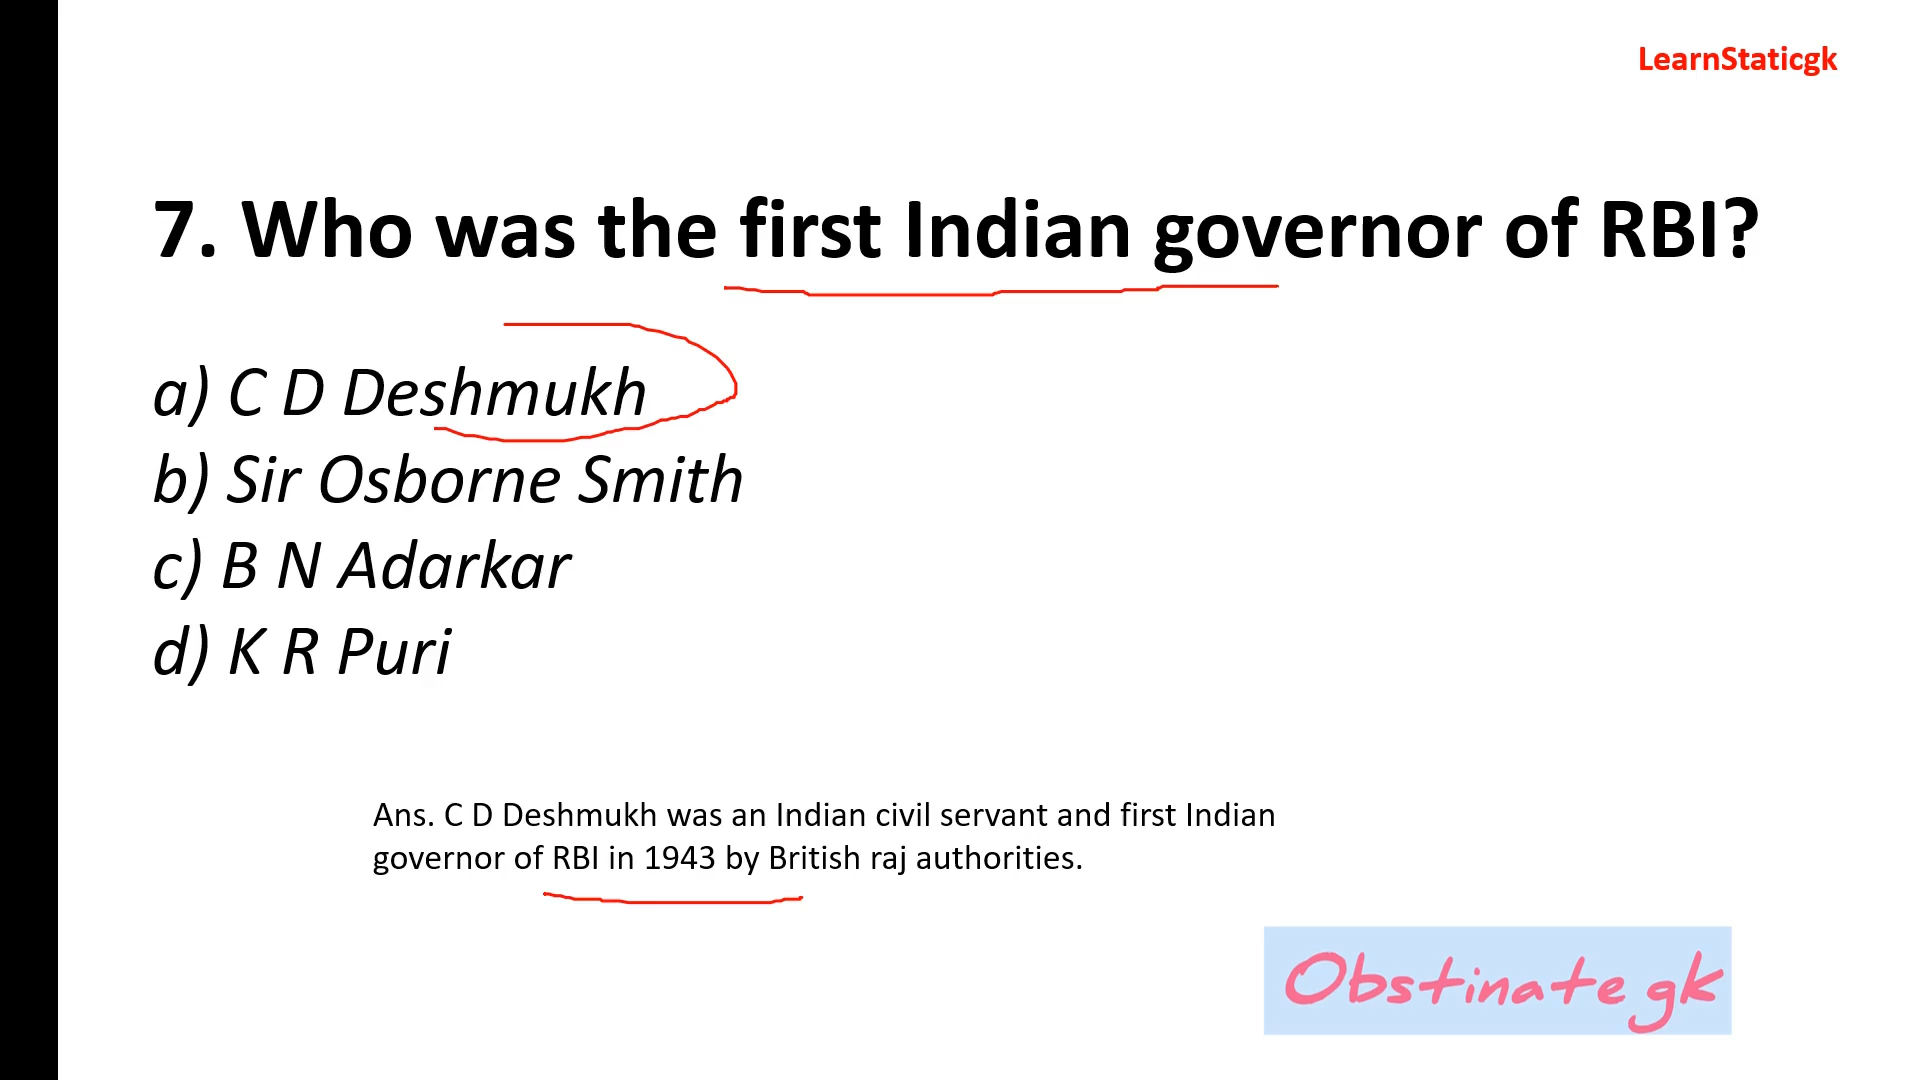 LearnStaticgk
7. Who was the first Indian governor of RBI?
a) C D Deshmukh
b) Sir Osborne Smith
c) B N Adarkar
d) K R Puri
Ans. C D Deshmukh was an Indian civil servant and first Indian
governor of RBI in 1943 by British raj authorities.
Obstinate gk